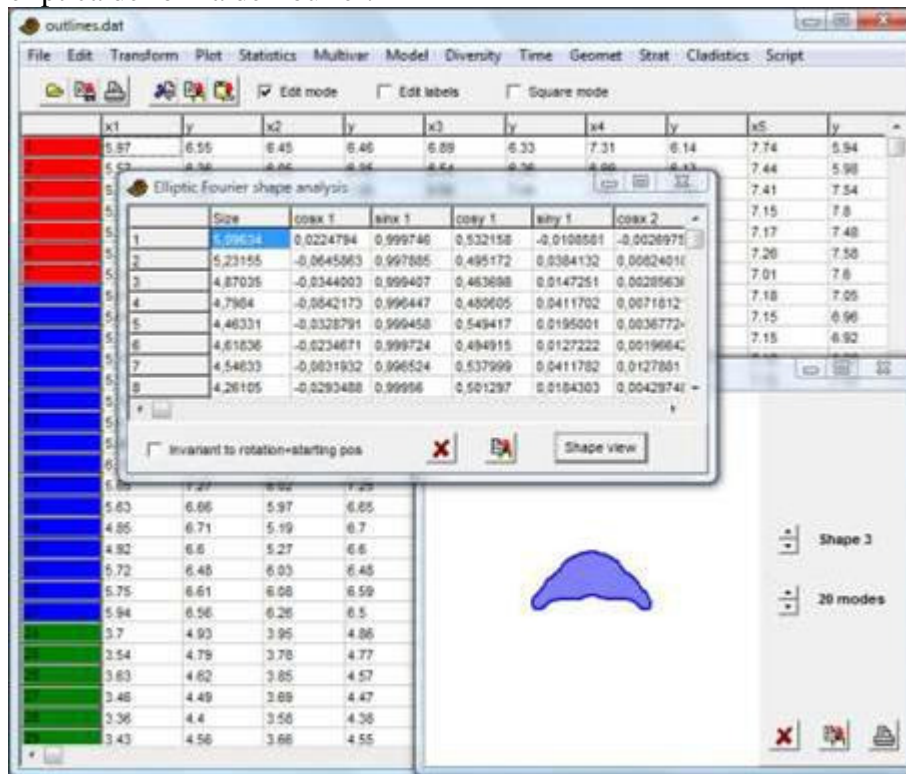 outlines.dat
File Edit Transform Plot Statistics Multivar Model Diversity Time Geomet Strat Cladistics Script
Edit mode Edit labels Square mode
x1 y x2 y x3 y x4 y x5 y
5.97 6.55 6.45 6.46 6.89 6.33 7.31 6.14 7.74 5.94
7.44 5.98
Elliptic Fourier shape analysis
7.41 7.54
Size cosx 1 sinx 1 cosy 1 siny 1 cosx 2
7.15 7.8
1 5,09634 0,0224794 0,999746 0,532158 -0,0108581 -0,0026975
7.17 7.48
2 5,23155 -0,0645863 0,997885 0,495172 0,0384132
7.26 7.58
3 4,87035 -0,0344003 0,999407 0,463698 0,0147251
7.01 7.6
4 4,7984 -0,0842173 0,996447 0,480605 0,0411702
7.18 7.05
5 4,46331 -0,0328791 0,999458 0,549417 0,0195001
7.15 6.96
6 4,61836 -0,0234671 0,999724 0,494915 0,0127222
7.15 6.92
7 4,54633 -0,0831932 0,996524 0,537999 0,0411782 0,0127881
8 4,26105 -0,0293488 0,99956 0,501297 0,0184303
Invariant to rotation+starting pos Shape view
5.63 6.66 5.97 6.65
4.85 6.71 5.19 6.7
4.92 6.6 5.27 6.6
5.72 6.48 6.03 6.48
5.75 6.61 6.08 6.59
5.94 6.56 6.26 6.5
3.7 4.93 3.95 4.86
3.54 4.79 3.78 4.77
3.63 4.62 3.85 4.57
3.46 4.49 3.69 4.47
3.36 4.4 3.58 4.38
3.43 4.56 3.66 4.55
Shape 3
20 modes